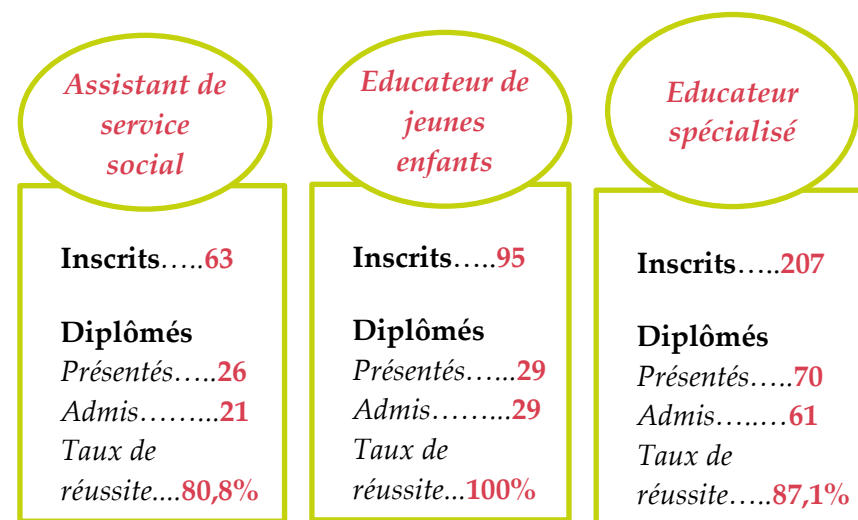 Assistant de
service
social
Inscrits…..63
Diplômés
Présentés…..26
Admis……...21
Taux de
réussite....80,8%
Educateur de
jeunes
enfants
Inscrits…..95
Diplômés
Présentés…...29
Admis……...29
Taux de
réussite...100%
Educateur
spécialisé
Inscrits…..207
Diplômés
Présentés…..70
Admis…..…61
Taux de
réussite…..87,1%